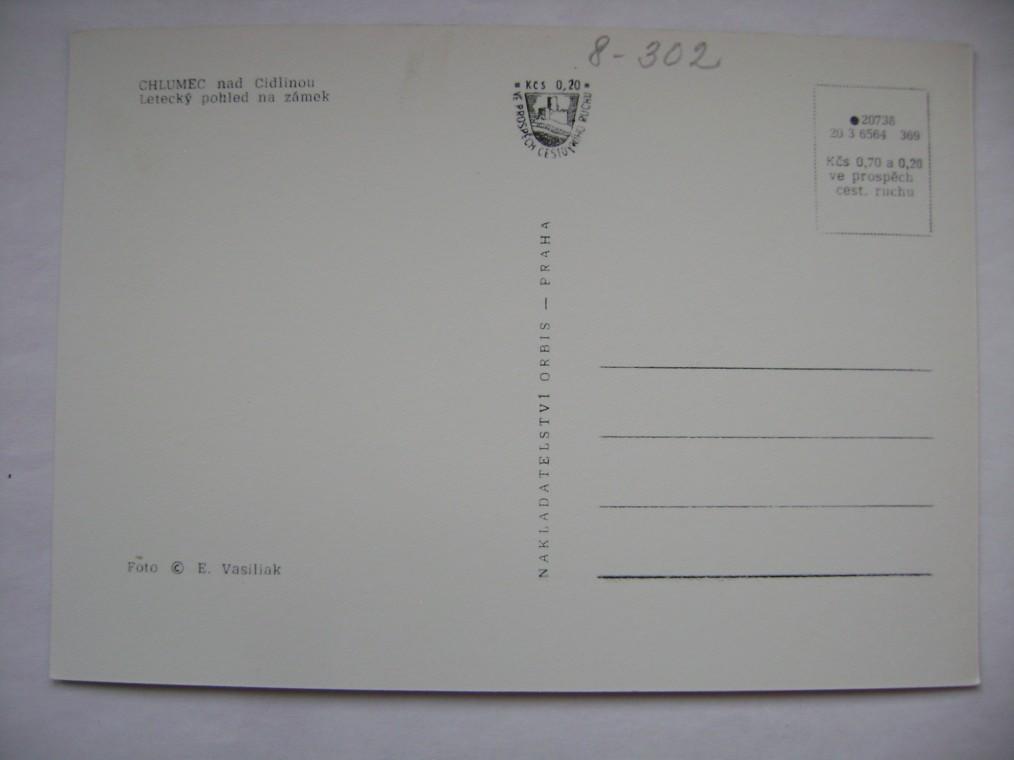 8-302
CHLUMEC nad Cidlinou
Letecký pohled na zámek
* Kčs 0,20 *
VE PROSPĚCH CESTOVNÍHO RUCHU
●20738
20 3 6564 369
Kčs 0,70 a 0,20
ve prospěch
cest. ruchu
NAKLADATELSTVÍ ORBIS — PRAHA
Foto © E. Vasiliak